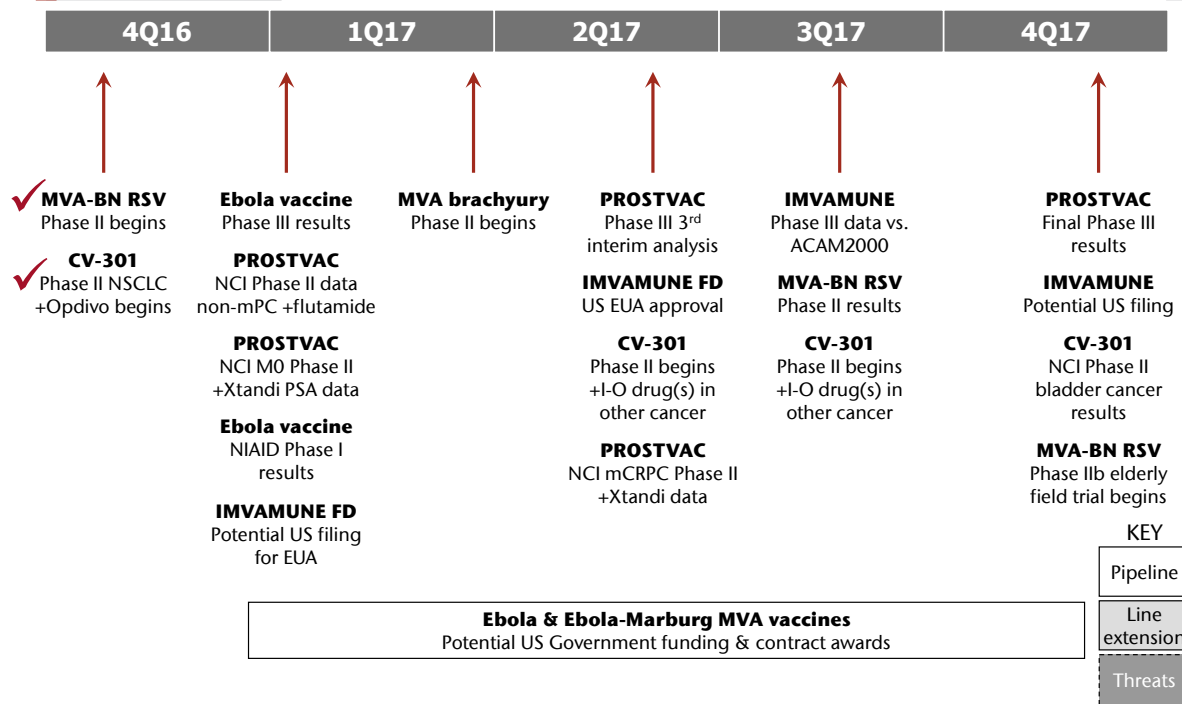 4Q16
1Q17
2Q17
3Q17
4Q17
MVA-BN RSV
Phase II begins
CV-301
Phase II NSCLC
+Opdivo begins
Ebola vaccine
Phase III results
PROSTVAC
NCI Phase II data
non-mPC +flutamide
PROSTVAC
NCI M0 Phase II
+Xtandi PSA data
Ebola vaccine
NIAID Phase I
results
IMVAMUNE FD
Potential US filing
for EUA
MVA brachyury
Phase II begins
PROSTVAC
Phase III 3rd
interim analysis
IMVAMUNE FD
US EUA approval
CV-301
Phase II begins
+I-O drug(s) in
other cancer
PROSTVAC
NCI mCRPC Phase II
+Xtandi data
IMVAMUNE
Phase III data vs.
ACAM2000
MVA-BN RSV
Phase II results
CV-301
Phase II begins
+I-O drug(s) in
other cancer
PROSTVAC
Final Phase III
results
IMVAMUNE
Potential US filing
CV-301
NCI Phase II
bladder cancer
results
MVA-BN RSV
Phase IIb elderly
field trial begins
Ebola & Ebola-Marburg MVA vaccines
Potential US Government funding & contract awards
KEY
Pipeline
Line
extension
Threats